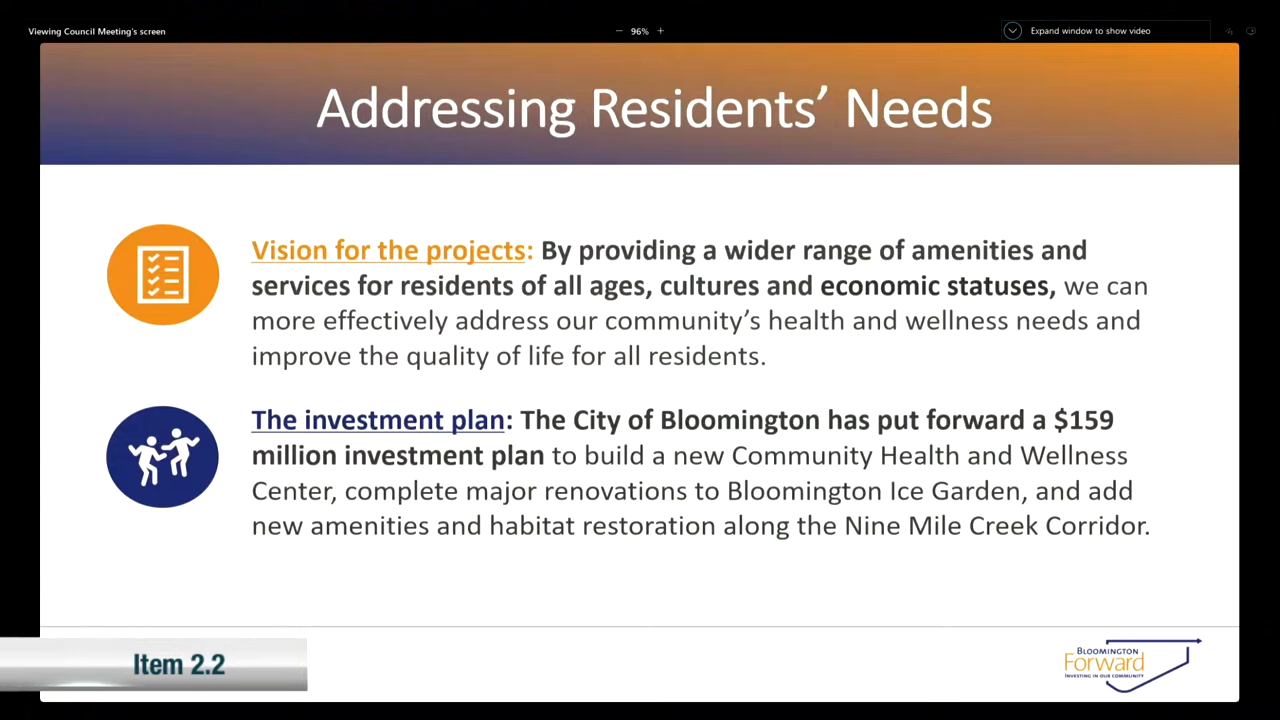 Viewing Council Meeting's screen
− 96% +
Expand window to show video
Addressing Residents’ Needs
Vision for the projects: By providing a wider range of amenities and
services for residents of all ages, cultures and economic statuses, we can
more effectively address our community’s health and wellness needs and
improve the quality of life for all residents.
The investment plan: The City of Bloomington has put forward a $159
million investment plan to build a new Community Health and Wellness
Center, complete major renovations to Bloomington Ice Garden, and add
new amenities and habitat restoration along the Nine Mile Creek Corridor.
Item 2.2
BLOOMINGTON
Forward
INVESTING IN OUR COMMUNITY